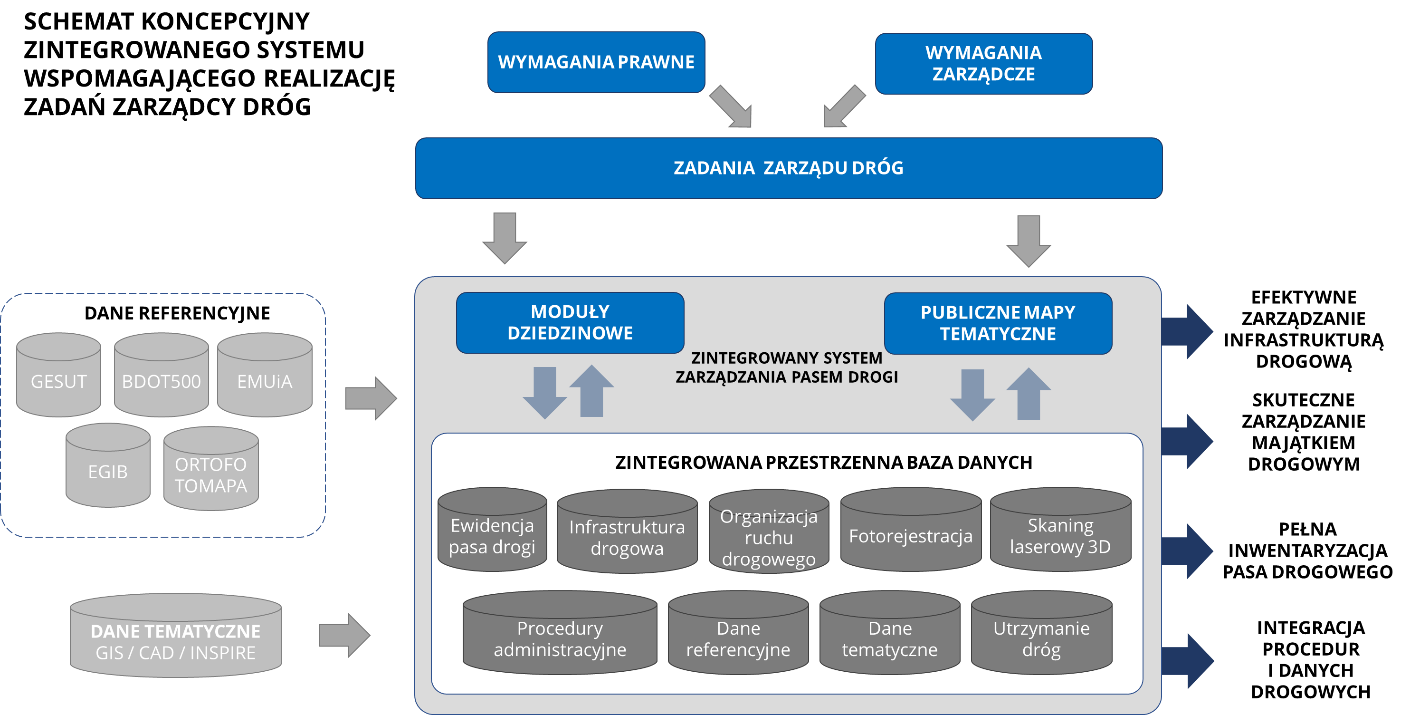 SCHEMAT KONCEPCYJNY
ZINTEGROWANEGO SYSTEMU
WSPOMAGAJĄCEGO REALIZACJĘ
ZADAŃ ZARZĄDCY DRÓG
WYMAGANIA PRAWNE
WYMAGANIA
ZARZĄDCZE
ZADANIA ZARZĄDU DRÓG
DANE REFERENCYJNE
GESUT
BDOT500
EMUiA
EGIB
ORTOFO
TOMAPA
DANE TEMATYCZNE
GIS / CAD / INSPIRE
MODUŁY
DZIEDZINOWE
PUBLICZNE MAPY
TEMATYCZNE
ZINTEGROWANY SYSTEM
ZARZĄDZANIA PASEM DROGI
ZINTEGROWANA PRZESTRZENNA BAZA DANYCH
Ewidencja
pasa drogi
Infrastruktura
drogowa
Organizacja
ruchu
drogowego
Fotorejestracja
Skaning
laserowy 3D
Procedury
administracyjne
Dane
referencyjne
Dane
tematyczne
Utrzymanie
dróg
EFEKTYWNE
ZARZĄDZANIE
INFRASTRUKTURĄ
DROGOWĄ
SKUTECZNE
ZARZĄDZANIE
MAJĄTKIEM
DROGOWYM
PEŁNA
INWENTARYZACJA
PASA DROGOWEGO
INTEGRACJA
PROCEDUR
I DANYCH
DROGOWYCH